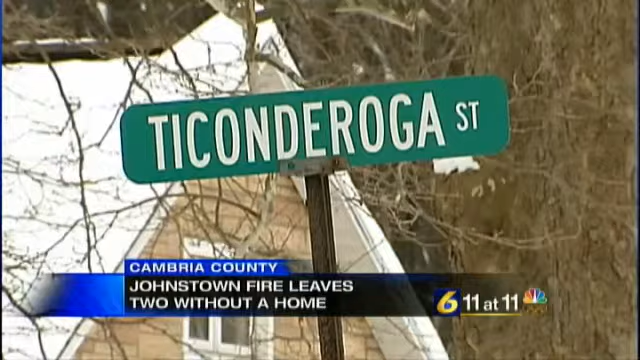 TICONDEROGA ST
CAMBRIA COUNTY
JOHNSTOWN FIRE LEAVES
TWO WITHOUT A HOME
6 11 at 11